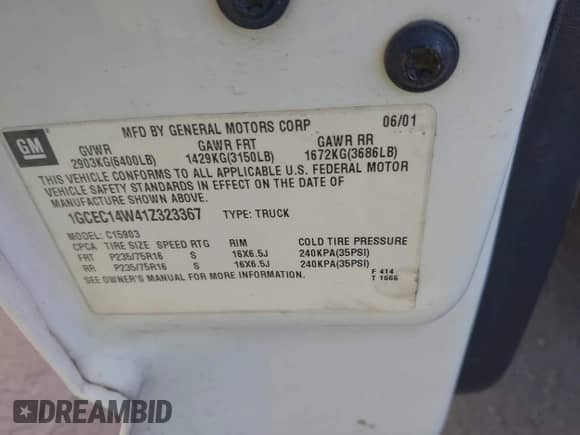 GM
MFD BY GENERAL MOTORS CORP 06/01
GVWR GAWR FRT GAWR RR
2903KG(6400LB) 1429KG(3150LB) 1672KG(3686LB)
THIS VEHICLE CONFORMS TO ALL APPLICABLE U.S. FEDERAL MOTOR
VEHICLE SAFETY STANDARDS IN EFFECT ON THE DATE OF
MANUFACTURE SHOWN ABOVE.
1GCEC14W41Z323367 TYPE: TRUCK
MODEL: C15903
CPCA TIRE SIZE SPEED RTG RIM COLD TIRE PRESSURE
FRT P235/75R16 S 16X6.5J 240KPA(35PSI)
RR P235/75R16 S 16X6.5J 240KPA(35PSI)
SEE OWNER'S MANUAL FOR MORE INFORMATION.
F 414
T 1666
DREAMBID